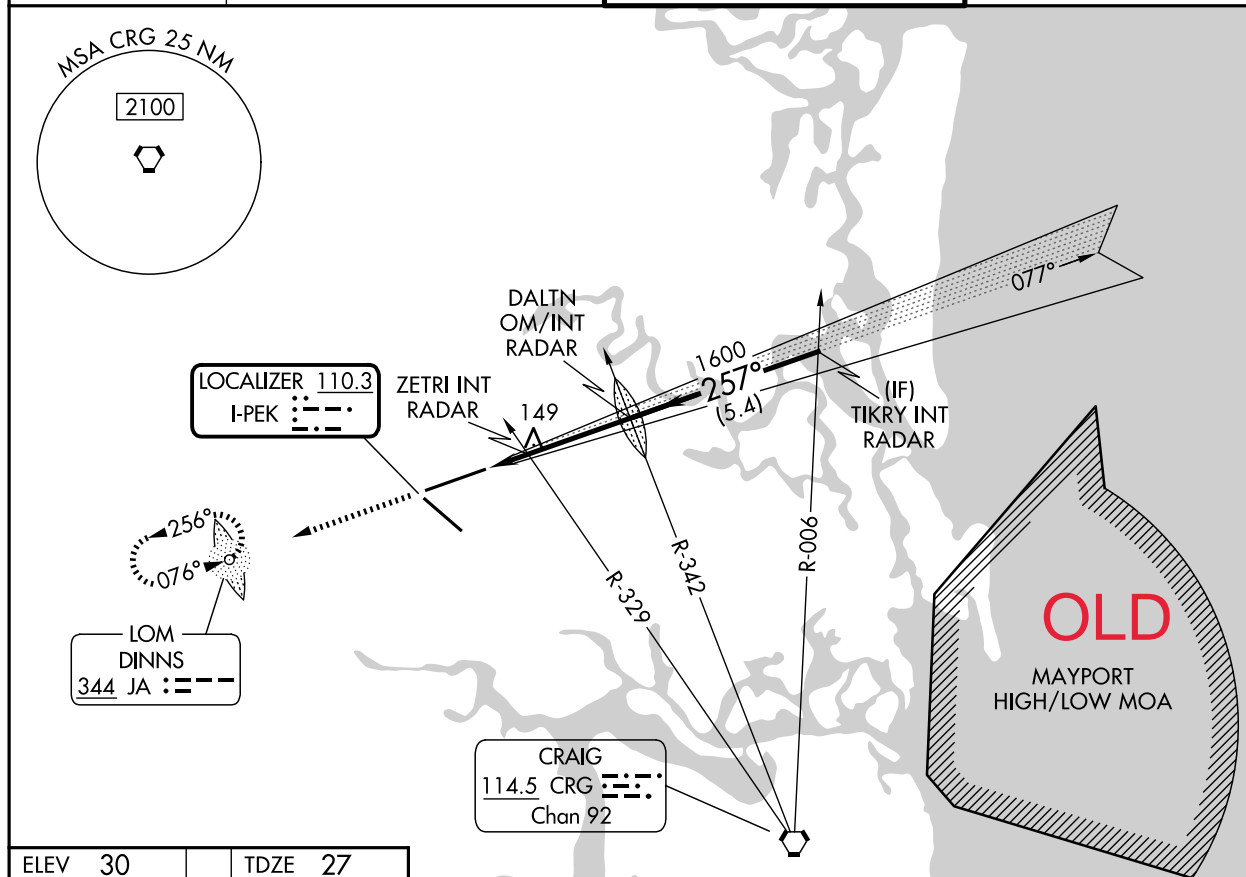 MSA CRG 25 NM
2100
LOCALIZER 110.3
I-PEK
ZETRI INT
RADAR
149
DALTN
OM/INT
RADAR
1600
257°
(5.4)
077°
(IF)
TIKRY INT
RADAR
256°
076°
LOM
DINNS
344 JA
R-329
R-342
R-006
OLD
MAYPORT
HIGH/LOW MOA
CRAIG
114.5 CRG
Chan 92
ELEV 30
TDZE 27